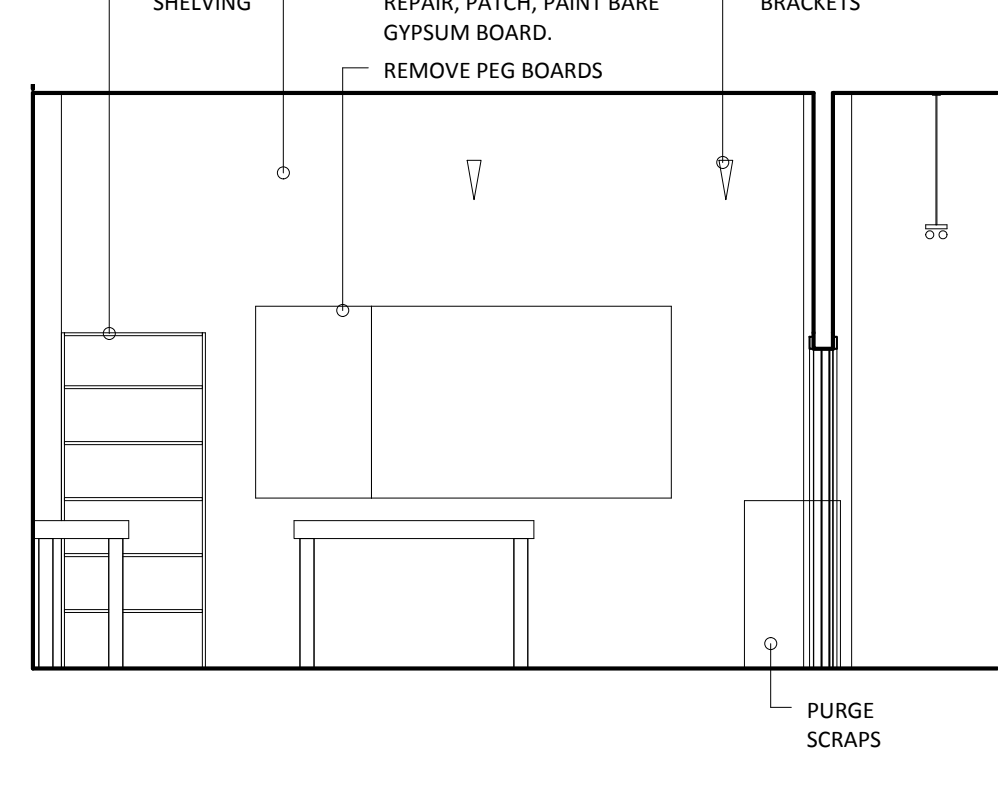 SHELVING
REPAIR, PATCH, PAINT BARE
GYPSUM BOARD.
BRACKETS
REMOVE PEG BOARDS
PURGE
SCRAPS